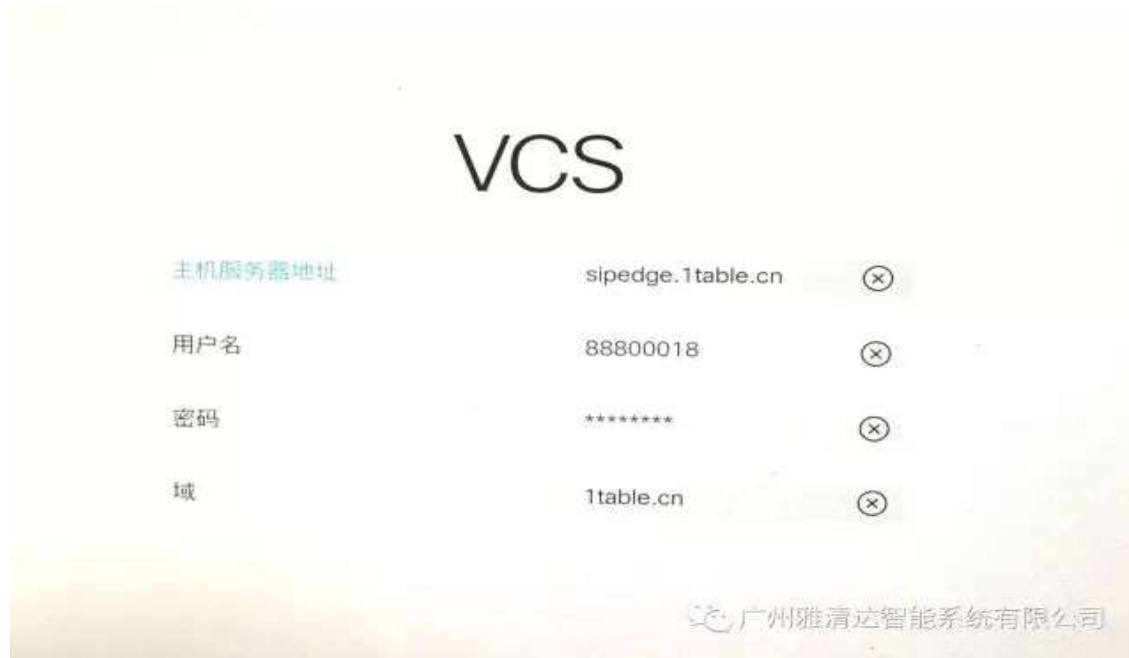 VCS
主机服务器地址 sipedge.1table.cn
用户名 88800018
密码 ********
域 1table.cn
广州雅清达智能系统有限公司